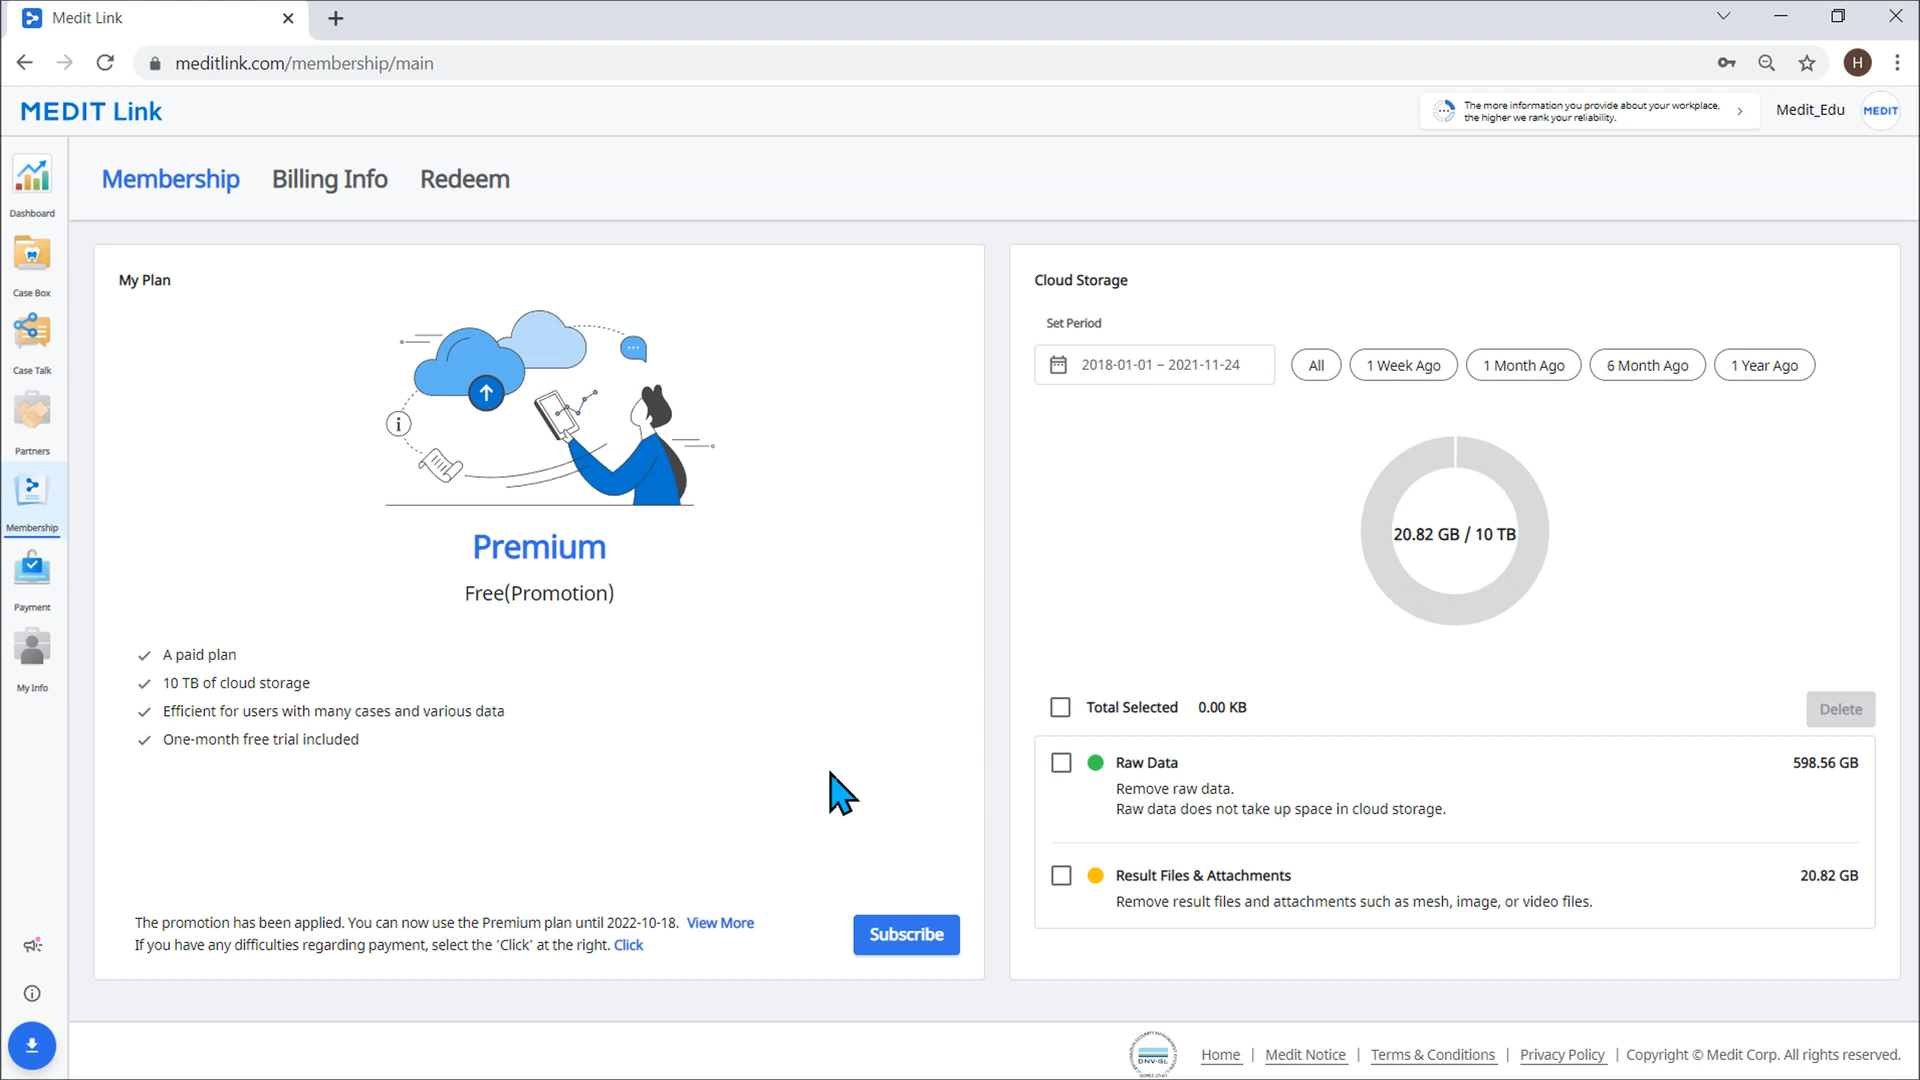 Medit Link
meditlink.com/membership/main
H
MEDIT Link
The more information you provide about your workplace,
the higher we rank your reliability.
Medit_Edu
MEDIT
Dashboard
Case Box
Case Talk
Partners
Membership
Payment
My Info
Membership
Billing Info
Redeem
My Plan
Premium
Free(Promotion)
A paid plan
10 TB of cloud storage
Efficient for users with many cases and various data
One-month free trial included
The promotion has been applied. You can now use the Premium plan until 2022-10-18. View More
If you have any difficulties regarding payment, select the 'Click' at the right. Click
Subscribe
Cloud Storage
Set Period
2018-01-01 – 2021-11-24
All
1 Week Ago
1 Month Ago
6 Month Ago
1 Year Ago
20.82 GB / 10 TB
Total Selected 0.00 KB
Delete
Raw Data 598.56 GB
Remove raw data.
Raw data does not take up space in cloud storage.
Result Files & Attachments 20.82 GB
Remove result files and attachments such as mesh, image, or video files.
DNV·GL
Home | Medit Notice | Terms & Conditions | Privacy Policy | Copyright © Medit Corp. All rights reserved.